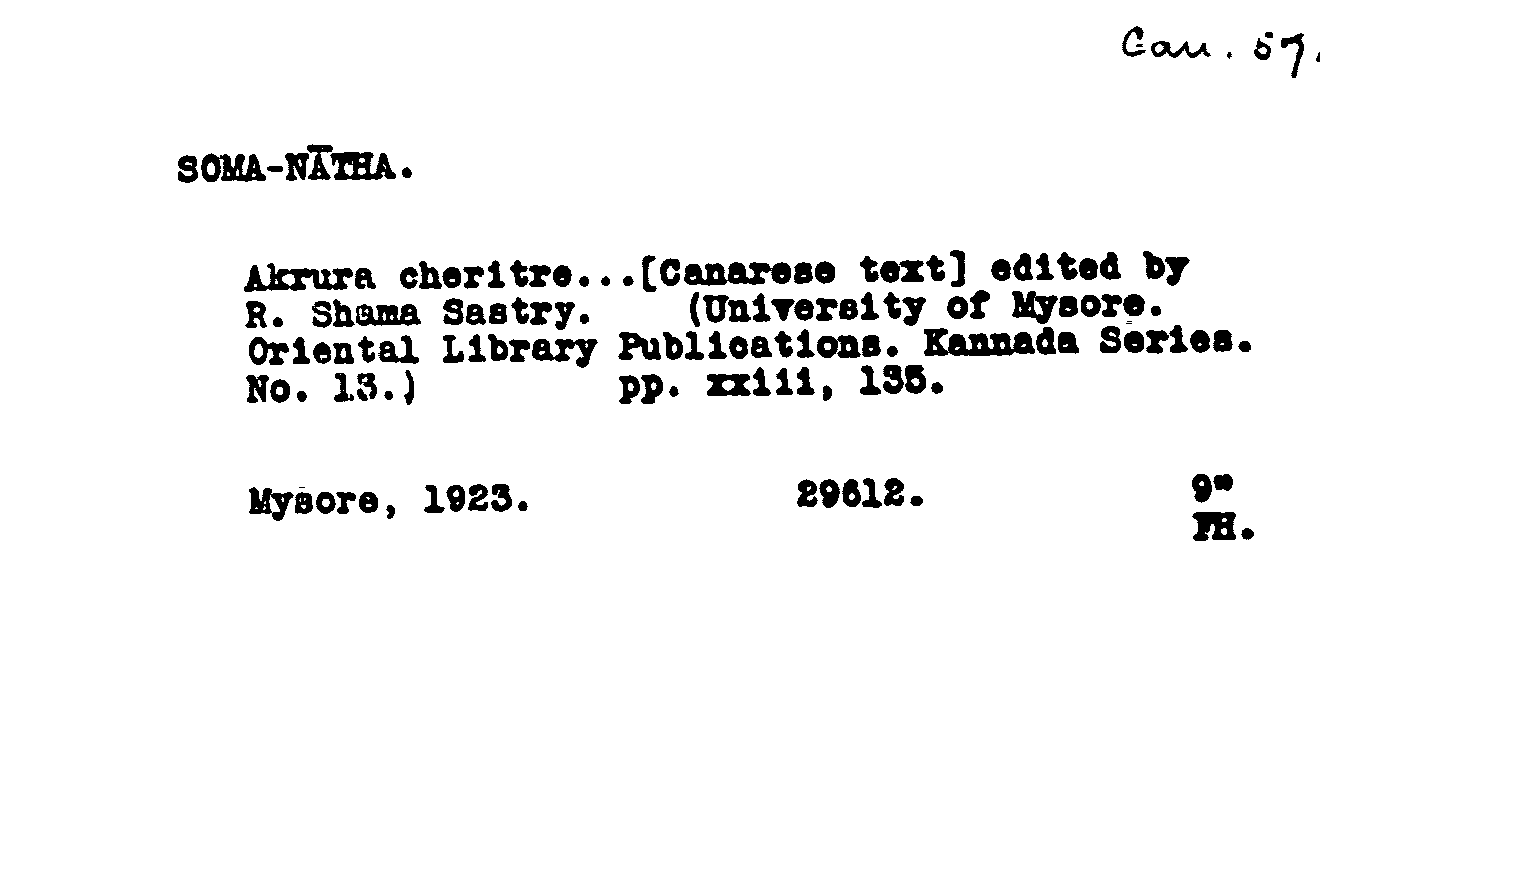 Can. 57.
SOMA-NĀTHA.
Akrura cheritre...[Canarese text] edited by
R. Shama Sastry. (University of Mysore.
Oriental Library Publications. Kannada Series.
No. 13.) pp. xxiii, 135.
Mysore, 1923. 29612. 9"
FH.